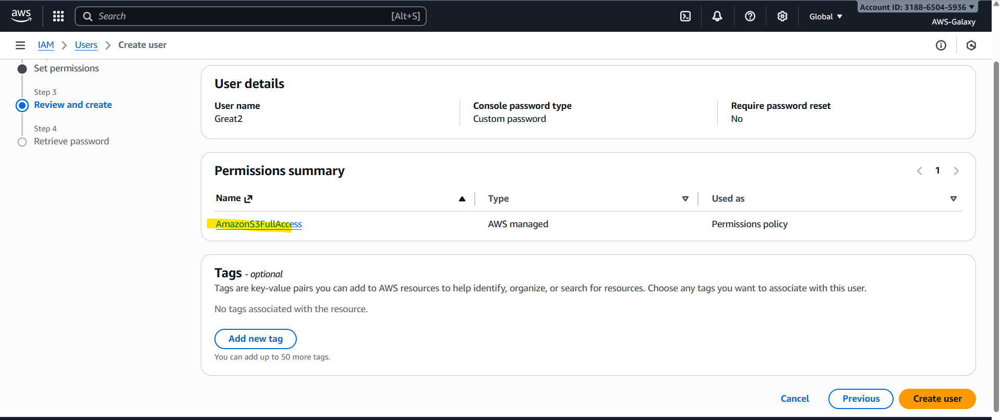 aws
Search
[Alt+S]
Global
Account ID: 3188-6504-5936
AWS-Galaxy
IAM
Users
Create user
Set permissions
Step 3
Review and create
Step 4
Retrieve password
User details
User name
Great2
Console password type
Custom password
Require password reset
No
Permissions summary
1
Name
Type
Used as
AmazonS3FullAccess
AWS managed
Permissions policy
Tags - optional
Tags are key-value pairs you can add to AWS resources to help identify, organize, or search for resources. Choose any tags you want to associate with this user.
No tags associated with the resource.
Add new tag
You can add up to 50 more tags.
Cancel
Previous
Create user